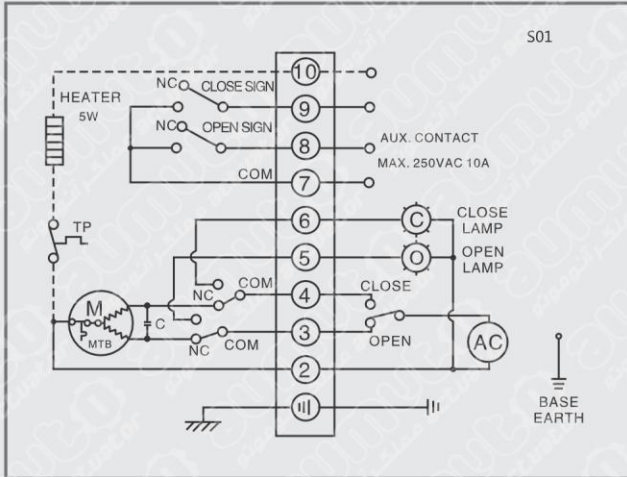 S01
10
NC CLOSE SIGN
HEATER
5W
9
NC OPEN SIGN
8
AUX. CONTACT
MAX. 250VAC 10A
COM
7
TP
6
C
CLOSE
LAMP
5
O
OPEN
LAMP
NC COM
4
CLOSE
M
MTB
C
NC COM
3
OPEN
AC
2
BASE
EARTH